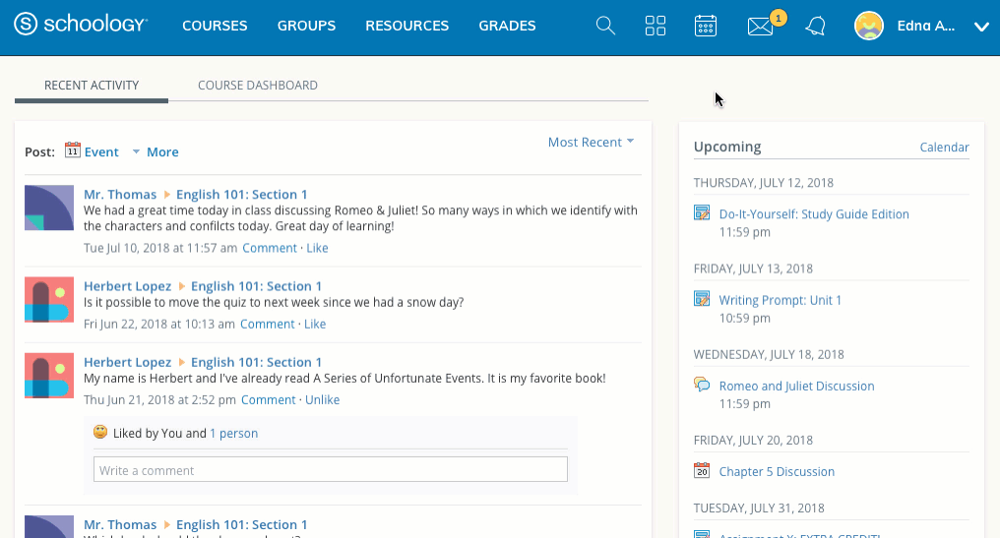 schoology
COURSES
GROUPS
RESOURCES
GRADES
1
Edna A...
RECENT ACTIVITY
COURSE DASHBOARD
Post:
11
Event
More
Most Recent
Mr. Thomas English 101: Section 1
We had a great time today in class discussing Romeo & Juliet! So many ways in which we identify with
the characters and confilcts today. Great day of learning!
Tue Jul 10, 2018 at 11:57 am Comment · Like
Herbert Lopez English 101: Section 1
Is it possible to move the quiz to next week since we had a snow day?
Fri Jun 22, 2018 at 10:13 am Comment · Like
Herbert Lopez English 101: Section 1
My name is Herbert and I've already read A Series of Unfortunate Events. It is my favorite book!
Thu Jun 21, 2018 at 2:52 pm Comment · Unlike
Liked by You and 1 person
Write a comment
Mr. Thomas English 101: Section 1
Upcoming
Calendar
THURSDAY, JULY 12, 2018
Do-It-Yourself: Study Guide Edition
11:59 pm
FRIDAY, JULY 13, 2018
Writing Prompt: Unit 1
10:59 pm
WEDNESDAY, JULY 18, 2018
Romeo and Juliet Discussion
11:59 pm
FRIDAY, JULY 20, 2018
20
Chapter 5 Discussion
TUESDAY, JULY 31, 2018
Assignment X: EXTRA CREDIT!